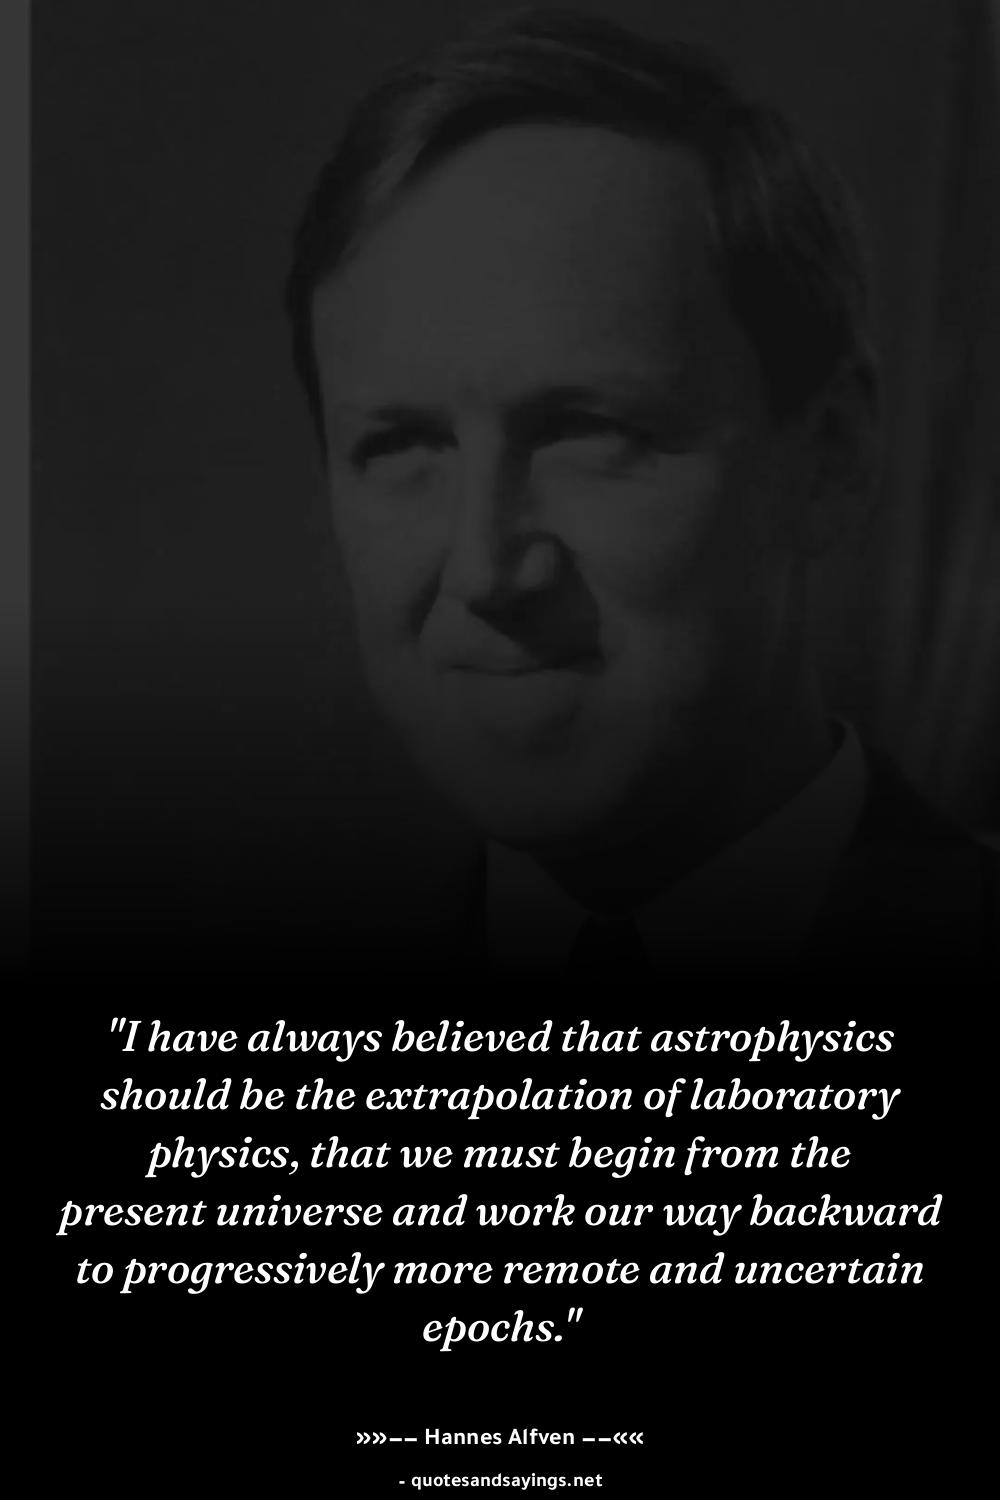 "I have always believed that astrophysics
should be the extrapolation of laboratory
physics, that we must begin from the
present universe and work our way backward
to progressively more remote and uncertain
epochs."
»»−− Hannes Alfven −−««
- quotesandsayings.net